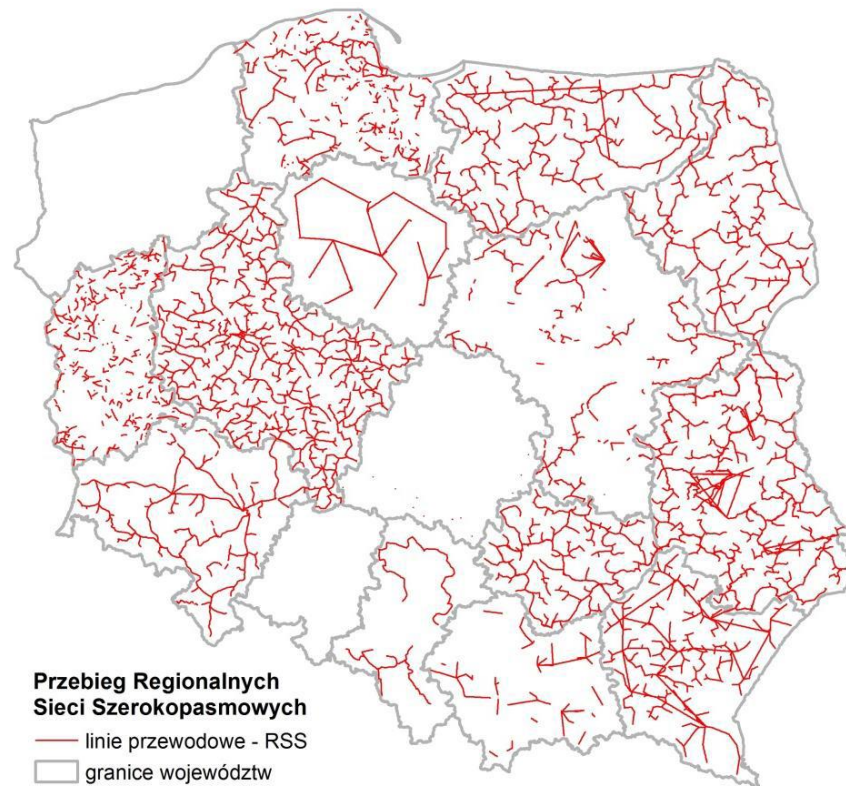 Przebieg Regionalnych
Sieci Szerokopasmowych
linie przewodowe - RSS
granice województw